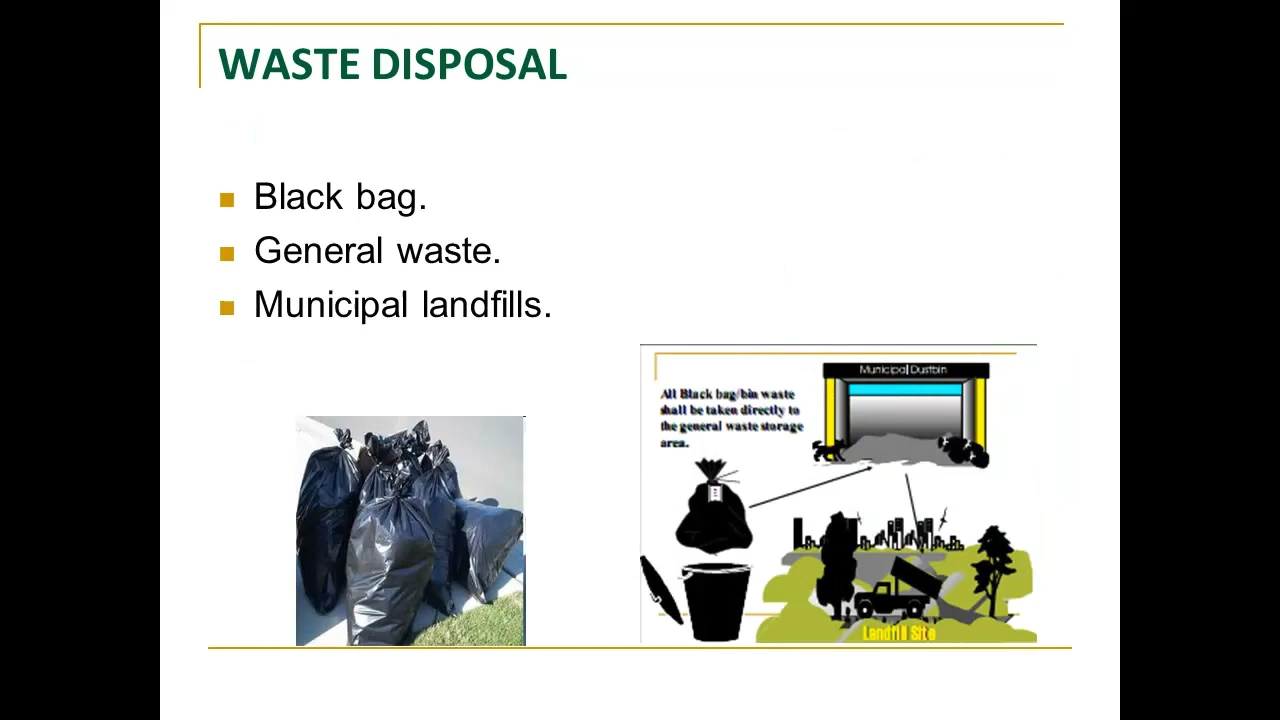 WASTE DISPOSAL
Black bag.
General waste.
Municipal landfills.
Municipal Dustbin
All Black bag/bin waste
shall be taken directly to
the general waste storage
area.
Landfill Site